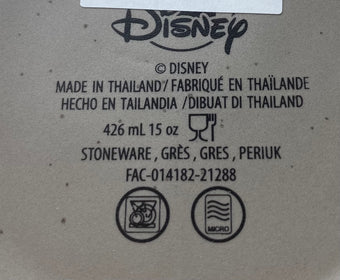 Disney
© DISNEY
MADE IN THAILAND/ FABRIQUÉ EN THAÏLANDE
HECHO EN TAILANDIA /DIBUAT DI THAILAND
426 mL 15 oz
STONEWARE , GRÈS , GRES , PERIUK
FAC-014182-21288
MICRO